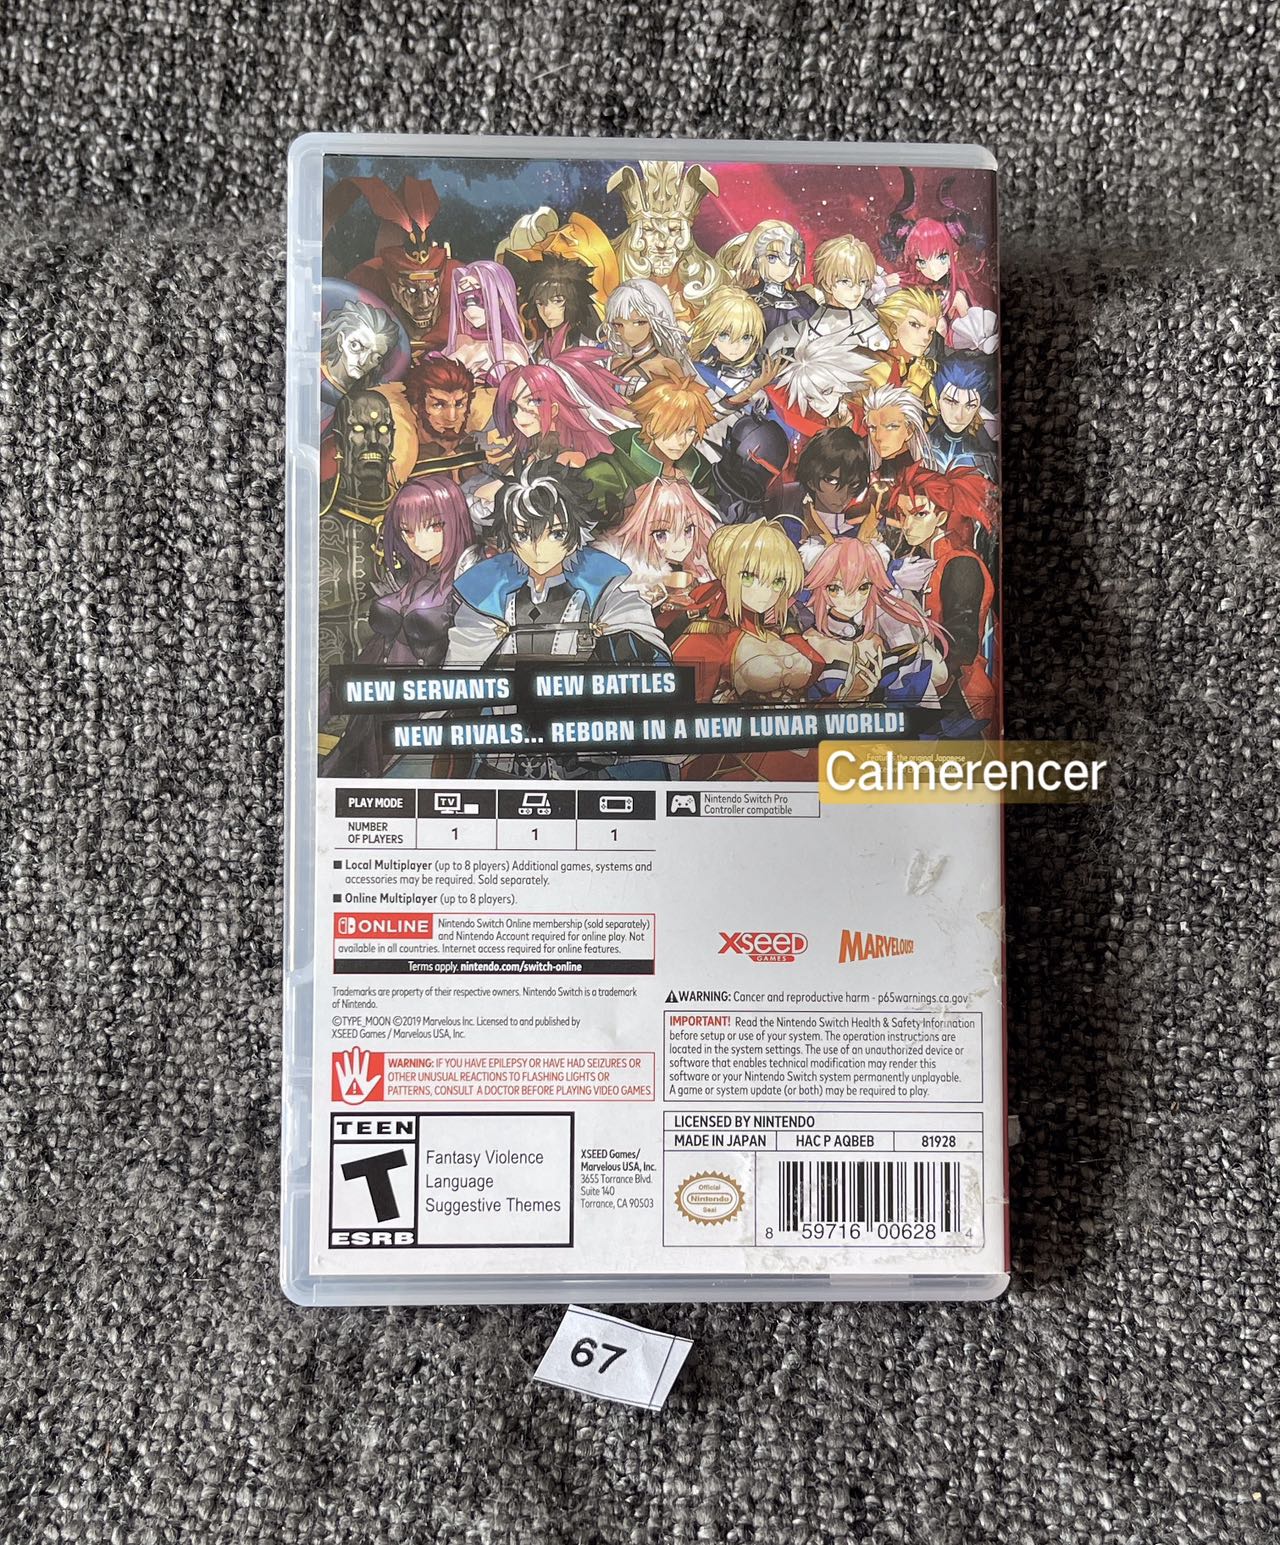 NEW SERVANTS NEW BATTLES
NEW RIVALS... REBORN IN A NEW LUNAR WORLD!
Features the original Japanese
Calmerencer
PLAY MODE
TV
NUMBER
OF PLAYERS
1
1
1
Nintendo Switch Pro
Controller compatible
■ Local Multiplayer (up to 8 players) Additional games, systems and
accessories may be required. Sold separately.
■ Online Multiplayer (up to 8 players).
ONLINE
Nintendo Switch Online membership (sold separately)
and Nintendo Account required for online play. Not
available in all countries. Internet access required for online features.
Terms apply. nintendo.com/switch-online
Trademarks are property of their respective owners. Nintendo Switch is a trademark
of Nintendo.
©TYPE_MOON ©2019 Marvelous Inc. Licensed to and published by
XSEED Games / Marvelous USA, Inc.
WARNING: IF YOU HAVE EPILEPSY OR HAVE HAD SEIZURES OR
OTHER UNUSUAL REACTIONS TO FLASHING LIGHTS OR
PATTERNS, CONSULT A DOCTOR BEFORE PLAYING VIDEO GAMES
TEEN
T
ESRB
Fantasy Violence
Language
Suggestive Themes
XSEED Games/
Marvelous USA, Inc.
3655 Torrance Blvd.
Suite 140
Torrance, CA 90503
XSEED
GAMES
MARVELOUS!
WARNING: Cancer and reproductive harm - p65warnings.ca.gov
IMPORTANT! Read the Nintendo Switch Health & Safety Information
before setup or use of your system. The operation instructions are
located in the system settings. The use of an unauthorized device or
software that enables technical modification may render this
software or your Nintendo Switch system permanently unplayable.
A game or system update (or both) may be required to play.
LICENSED BY NINTENDO
MADE IN JAPAN
HAC P AQBEB
81928
Official
Nintendo
Seal
8 59716 00628 4
67